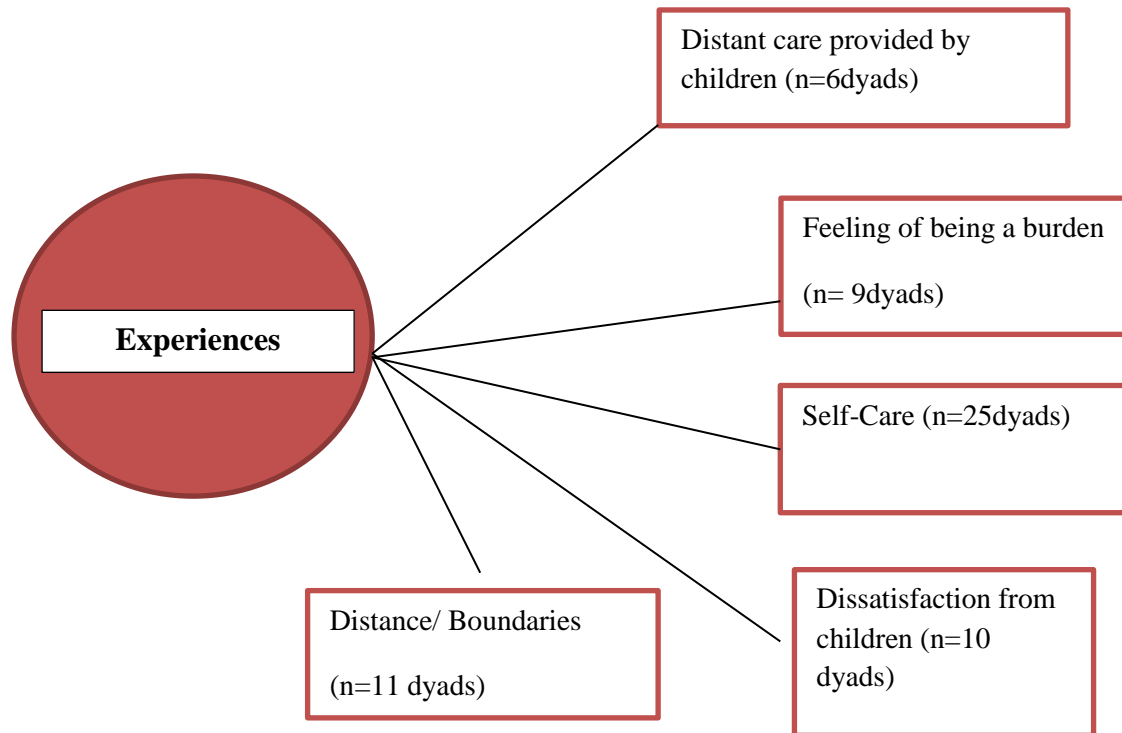 Distant care provided by
children (n=6dyads)
Feeling of being a burden
(n= 9dyads)
Experiences
Self-Care (n=25dyads)
Dissatisfaction from
children (n=10
dyads)
Distance/ Boundaries
(n=11 dyads)